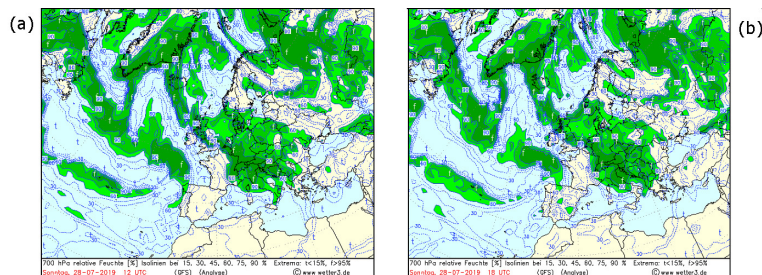 (a)
(b)
700 hPa relative Feuchte [%] Isolinien bei 15, 30, 45, 60, 75, 90 % Extrema: t<15%, f>95%
Sonntag, 28-07-2019 12 UTC (GFS) (Analyse) © www.wetter3.de
700 hPa relative Feuchte [%] Isolinien bei 15, 30, 45, 60, 75, 90 % Extrema: t<15%, f>95%
Sonntag, 28-07-2019 18 UTC (GFS) (Analyse) © www.wetter3.de